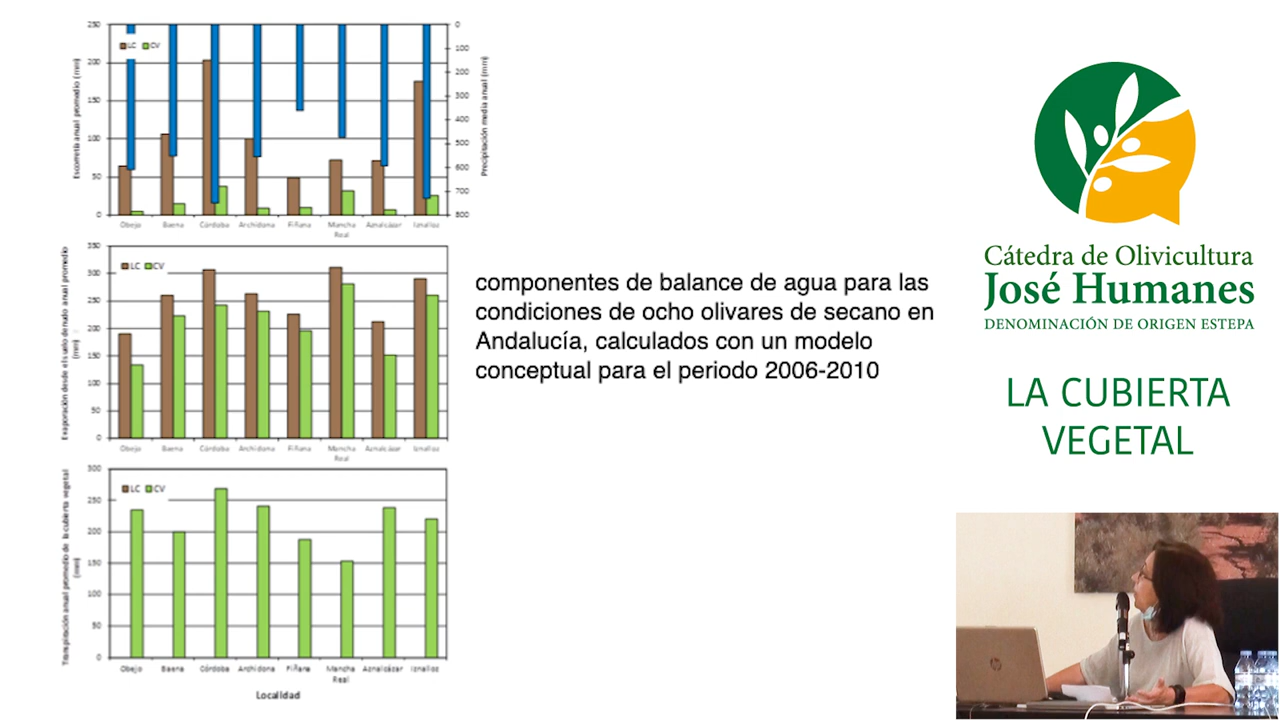 250
200
150
100
50
0
LC CV
Escorretía anual promedio (mm)
0
100
200
300
400
500
600
700
800
Precipitación media anual (mm)
Obejo Baena Córdoba Archidona Fiñana Mancha Real Aznalcázar Iznalloz
350
300
250
200
150
100
50
0
LC CV
Evaporación desde el suelo denudo anual promedio (mm)
Obejo Baena Córdoba Archidona Fiñana Mancha Real Aznalcázar Iznalloz
300
250
200
150
100
50
0
LC CV
Transpiración anual promedio de la cubierta vegetal (mm)
Obejo Baena Córdoba Archidona Fiñana Mancha Real Aznalcázar Iznalloz
Localidad
componentes de balance de agua para las
condiciones de ocho olivares de secano en
Andalucía, calculados con un modelo
conceptual para el periodo 2006-2010
Cátedra de Olivicultura
José Humanes
DENOMINACIÓN DE ORIGEN ESTEPA
LA CUBIERTA
VEGETAL
hp